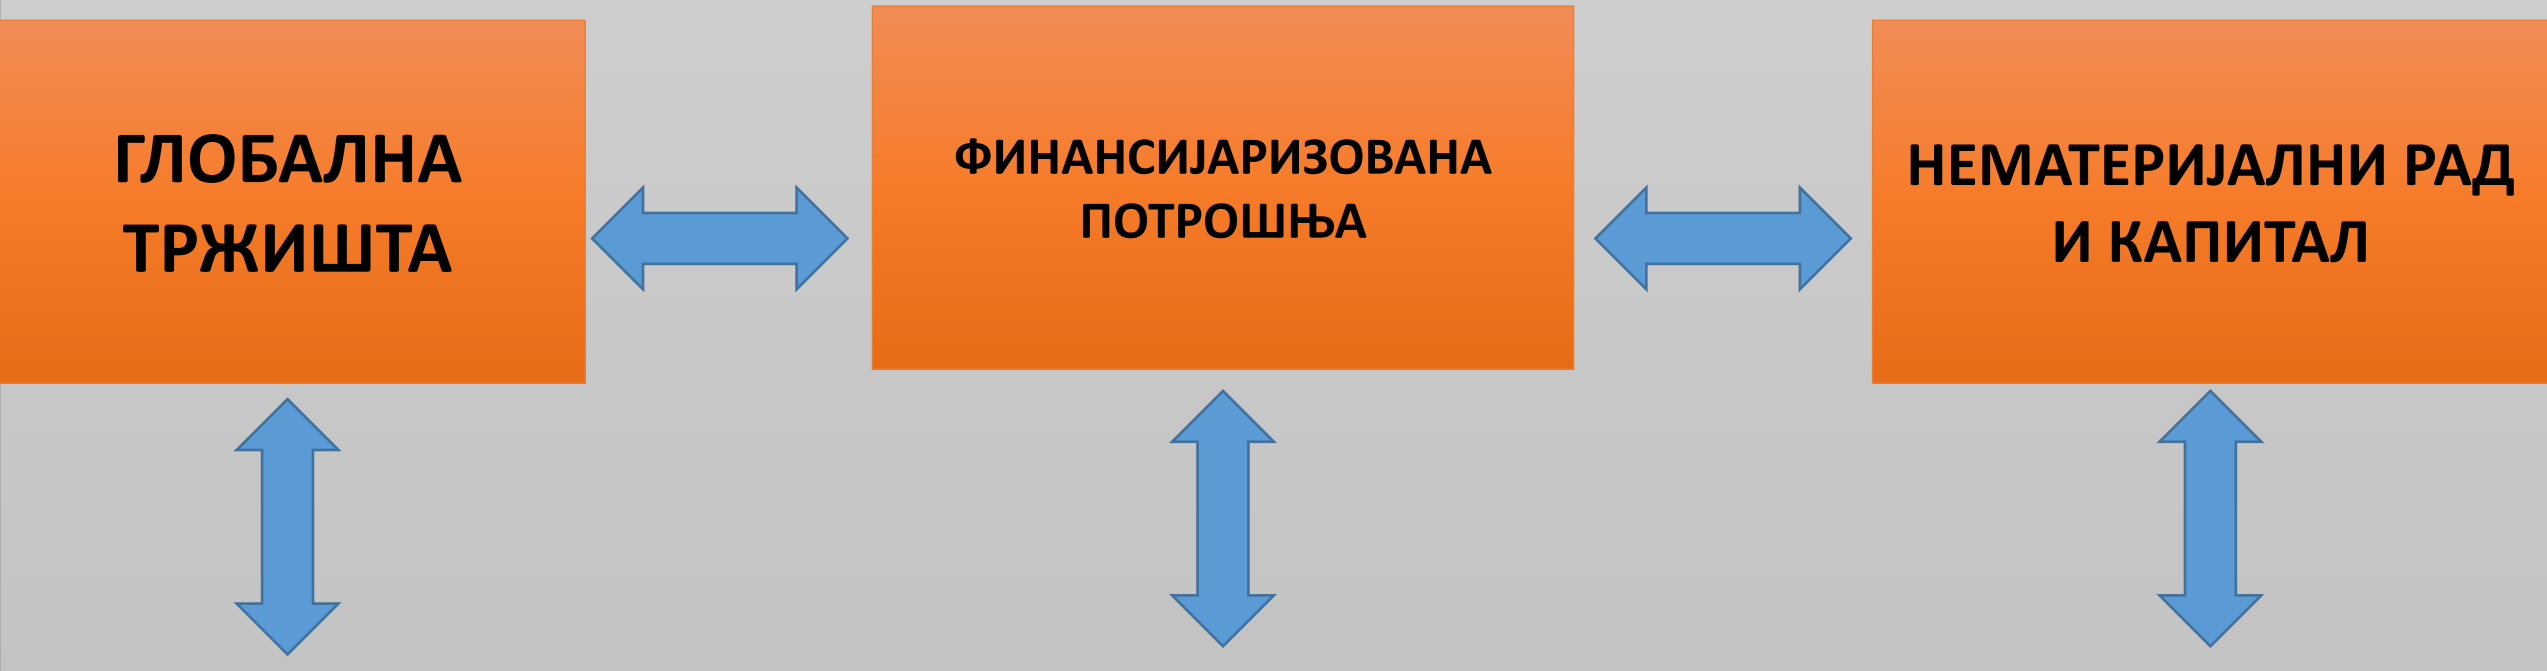 ГЛОБАЛНА
ТРЖИШТА
ФИНАНСИЈАРИЗОВАНА
ПОТРОШЊА
НЕМАТЕРИЈАЛНИ РАД
И КАПИТАЛ